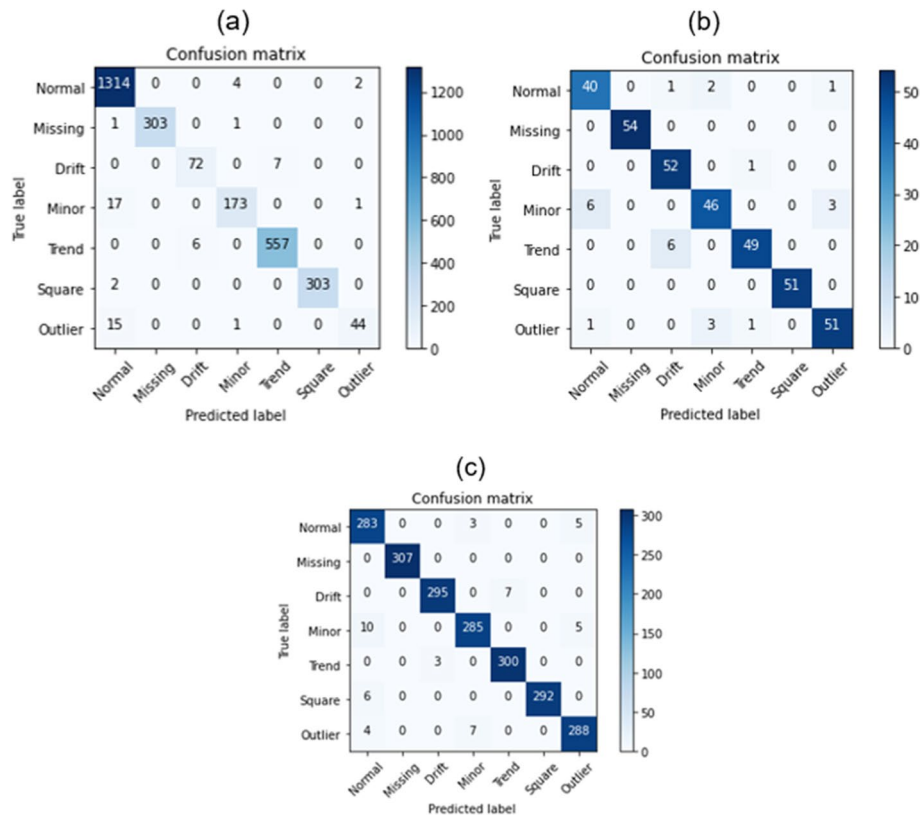 (a)
Confusion matrix
Normal 1314 0 0 4 0 0 2
Missing 1 303 0 1 0 0 0
Drift 0 0 72 0 7 0 0
Minor 17 0 0 173 0 0 1
Trend 0 0 6 0 557 0 0
Square 2 0 0 0 0 303 0
Outlier 15 0 0 1 0 0 44
True label
Normal Missing Drift Minor Trend Square Outlier
Predicted label
1200
1000
800
600
400
200
0
(b)
Confusion matrix
Normal 40 0 1 2 0 0 1
Missing 0 54 0 0 0 0 0
Drift 0 0 52 0 1 0 0
Minor 6 0 0 46 0 0 3
Trend 0 0 6 0 49 0 0
Square 0 0 0 0 0 51 0
Outlier 1 0 0 3 1 0 51
True label
Normal Missing Drift Minor Trend Square Outlier
Predicted label
50
40
30
20
10
0
(c)
Confusion matrix
Normal 283 0 0 3 0 0 5
Missing 0 307 0 0 0 0 0
Drift 0 0 295 0 7 0 0
Minor 10 0 0 285 0 0 5
Trend 0 0 3 0 300 0 0
Square 6 0 0 0 0 292 0
Outlier 4 0 0 7 0 0 288
True label
Normal Missing Drift Minor Trend Square Outlier
Predicted label
300
250
200
150
100
50
0